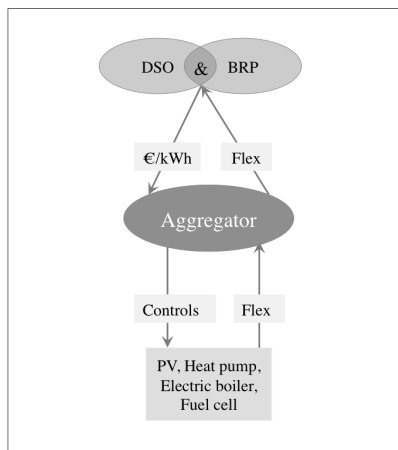 DSO & BRP
€/kWh Flex
Aggregator
Controls Flex
PV, Heat pump,
Electric boiler,
Fuel cell